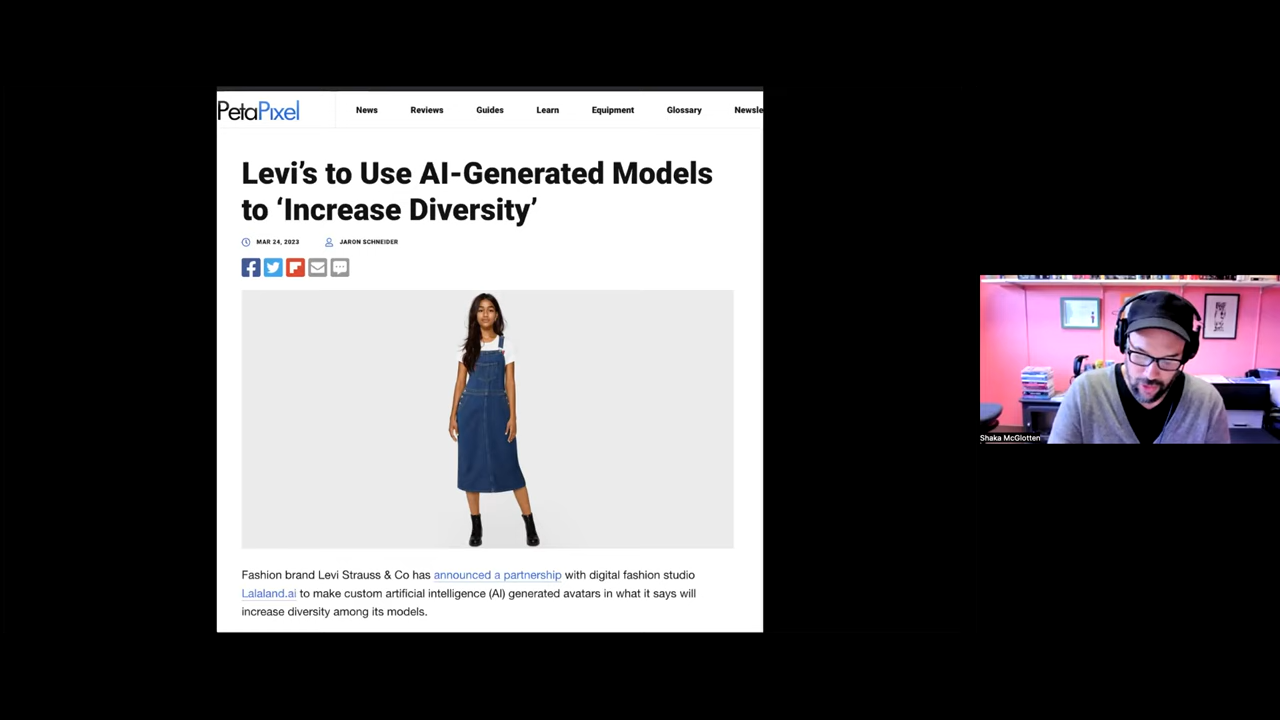 PetaPixel
News Reviews Guides Learn Equipment Glossary Newsle
Levi's to Use AI-Generated Models
to ‘Increase Diversity’
MAR 24, 2023 JARON SCHNEIDER
Fashion brand Levi Strauss & Co has announced a partnership with digital fashion studio
Lalaland.ai to make custom artificial intelligence (AI) generated avatars in what it says will
increase diversity among its models.
Shaka McGlotten